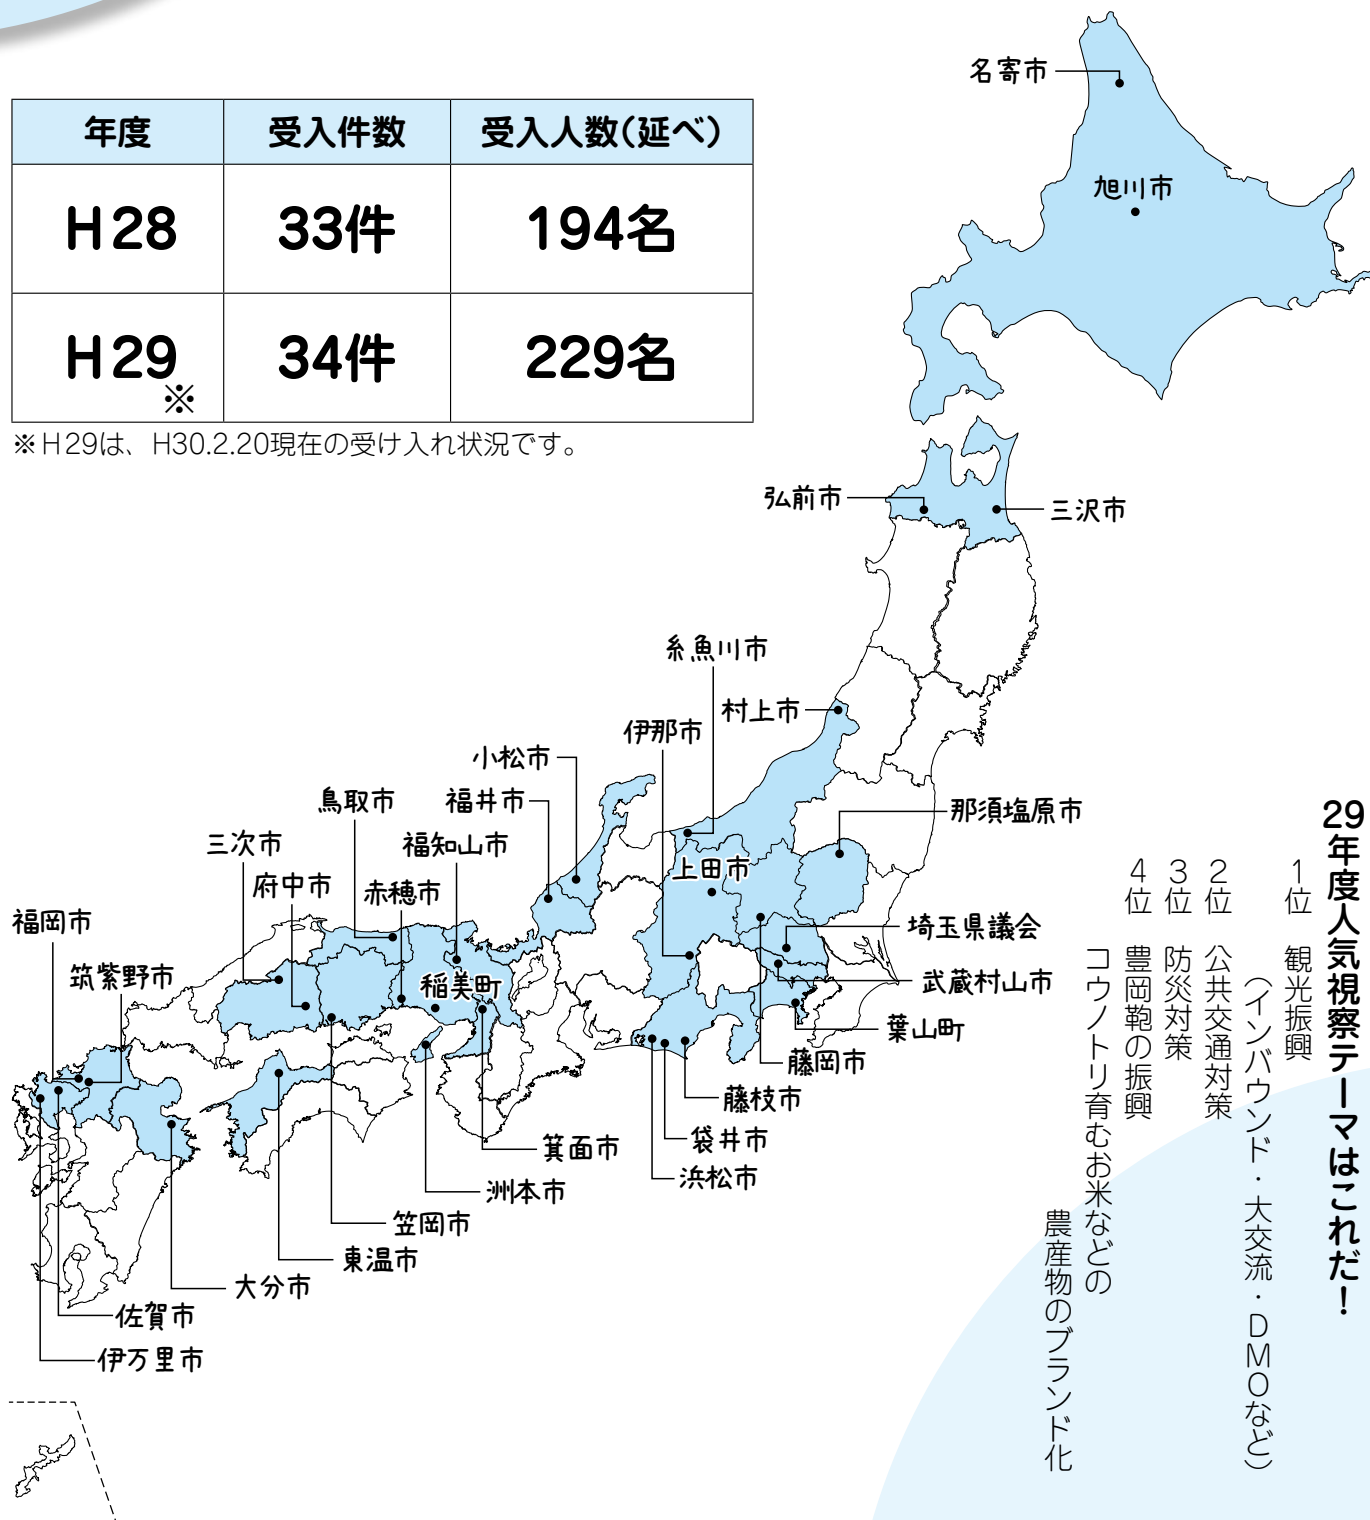 年度 受入件数 受入人数(延べ)
H28 33件 194名
H29※ 34件 229名
※H29は、H30.2.20現在の受け入れ状況です。
名寄市
旭川市
弘前市
三沢市
糸魚川市
村上市
伊那市
小松市
鳥取市
福井市
那須塩原市
三次市
福知山市
上田市
府中市
赤穂市
福岡市
埼玉県議会
筑紫野市
稲美町
武蔵村山市
葉山町
藤岡市
藤枝市
袋井市
箕面市
浜松市
洲本市
笠岡市
東温市
大分市
佐賀市
伊万里市
29年度人気視察テーマはこれだ!
1位 観光振興
(インバウンド・大交流・DMOなど)
2位 公共交通対策
3位 防災対策
4位 豊岡鞄の振興
コウノトリ育むお米などの
農産物のブランド化